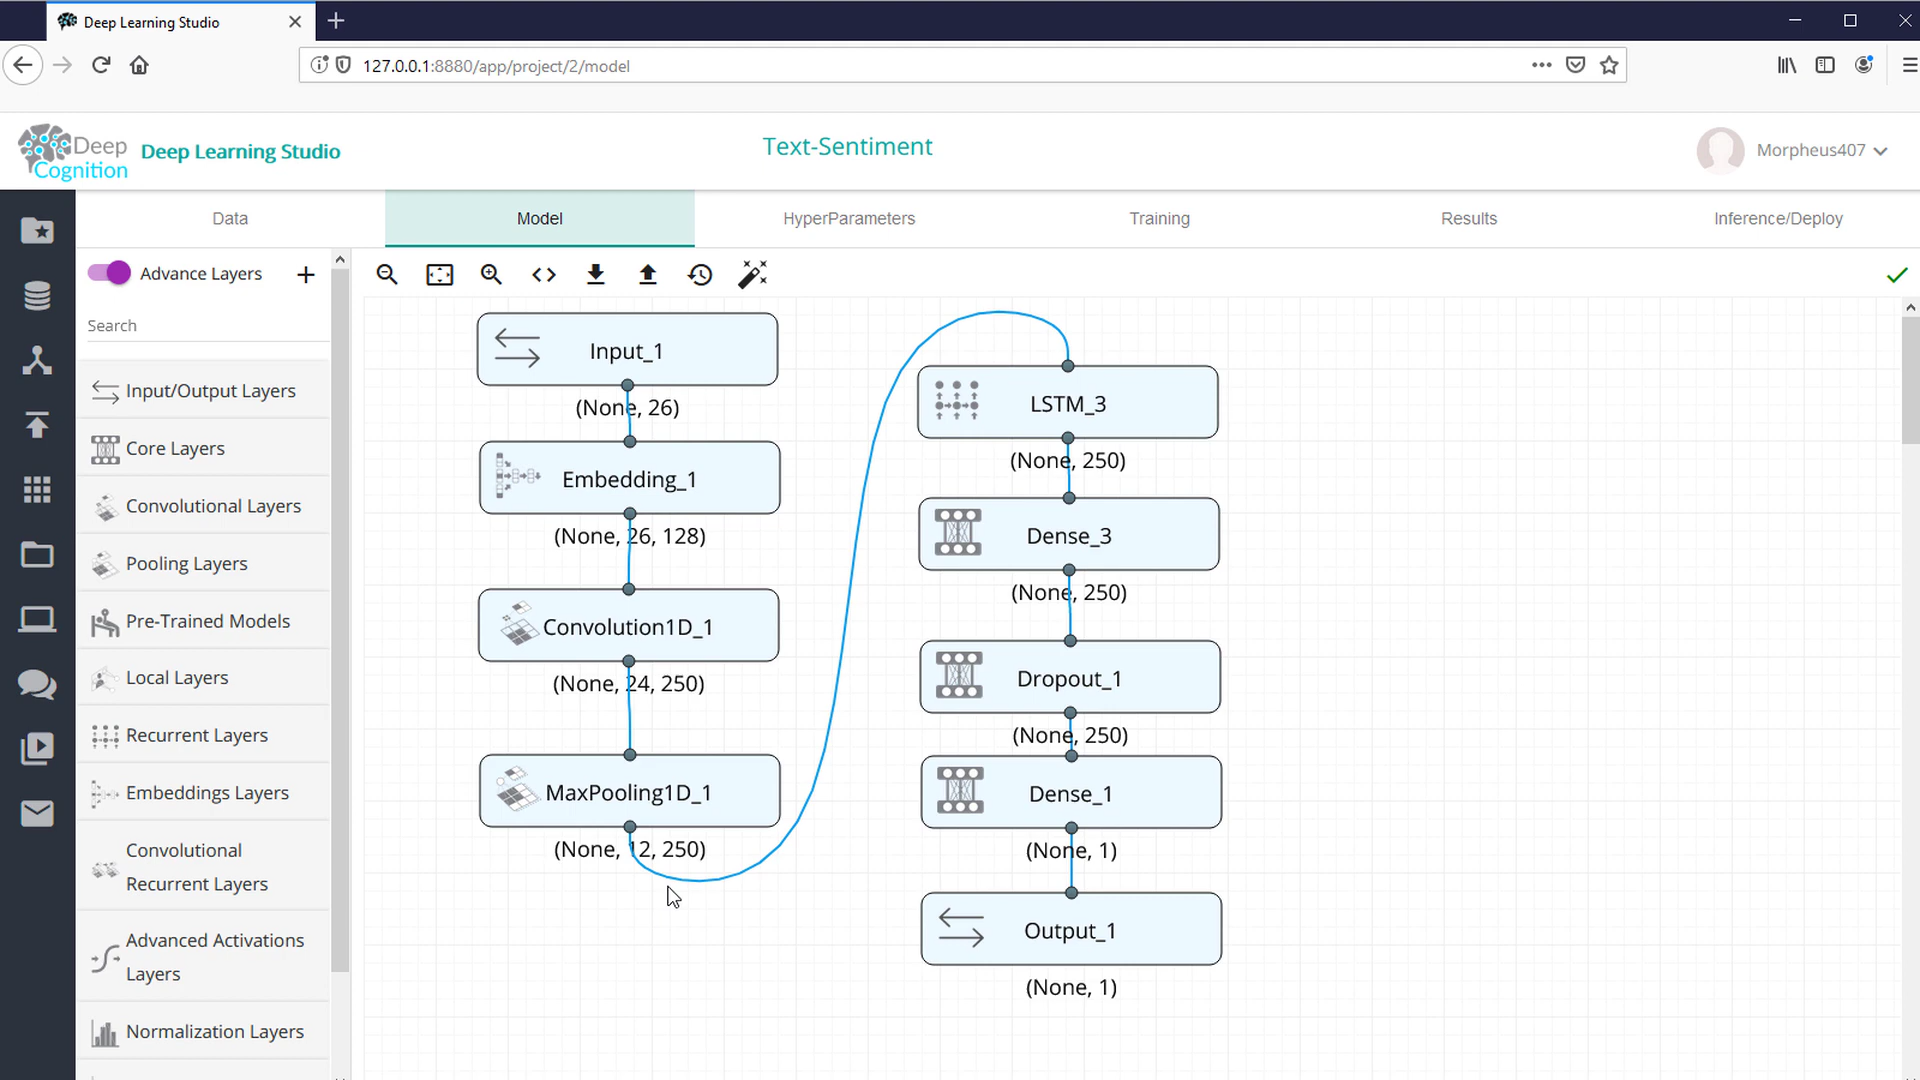 Deep Learning Studio
127.0.0.1:8880/app/project/2/model
Deep Cognition
Deep Learning Studio
Text-Sentiment
Morpheus407
Data
Model
HyperParameters
Training
Results
Inference/Deploy
Advance Layers
Search
Input/Output Layers
Core Layers
Convolutional Layers
Pooling Layers
Pre-Trained Models
Local Layers
Recurrent Layers
Embeddings Layers
Convolutional
Recurrent Layers
Advanced Activations
Layers
Normalization Layers
Input_1
(None, 26)
Embedding_1
(None, 26, 128)
Convolution1D_1
(None, 24, 250)
MaxPooling1D_1
(None, 12, 250)
LSTM_3
(None, 250)
Dense_3
(None, 250)
Dropout_1
(None, 250)
Dense_1
(None, 1)
Output_1
(None, 1)